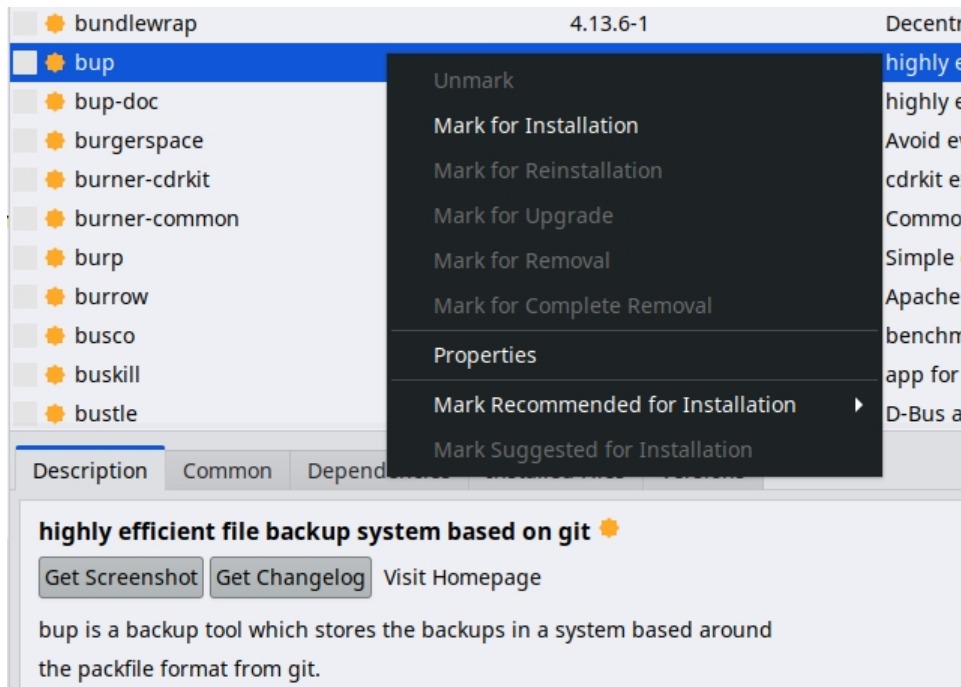 bundlewrap 4.13.6-1 Decentr
bup highly e
bup-doc highly e
burgerspace Avoid e
burner-cdrkit cdrkit e
burner-common Commo
burp Simple
burrow Apache
busco benchm
buskill app for
bustle D-Bus a
Unmark
Mark for Installation
Mark for Reinstallation
Mark for Upgrade
Mark for Removal
Mark for Complete Removal
Properties
Mark Recommended for Installation
Mark Suggested for Installation
Description Common Dependencies Installed Files Versions
highly efficient file backup system based on git
Get Screenshot Get Changelog Visit Homepage
bup is a backup tool which stores the backups in a system based around
the packfile format from git.